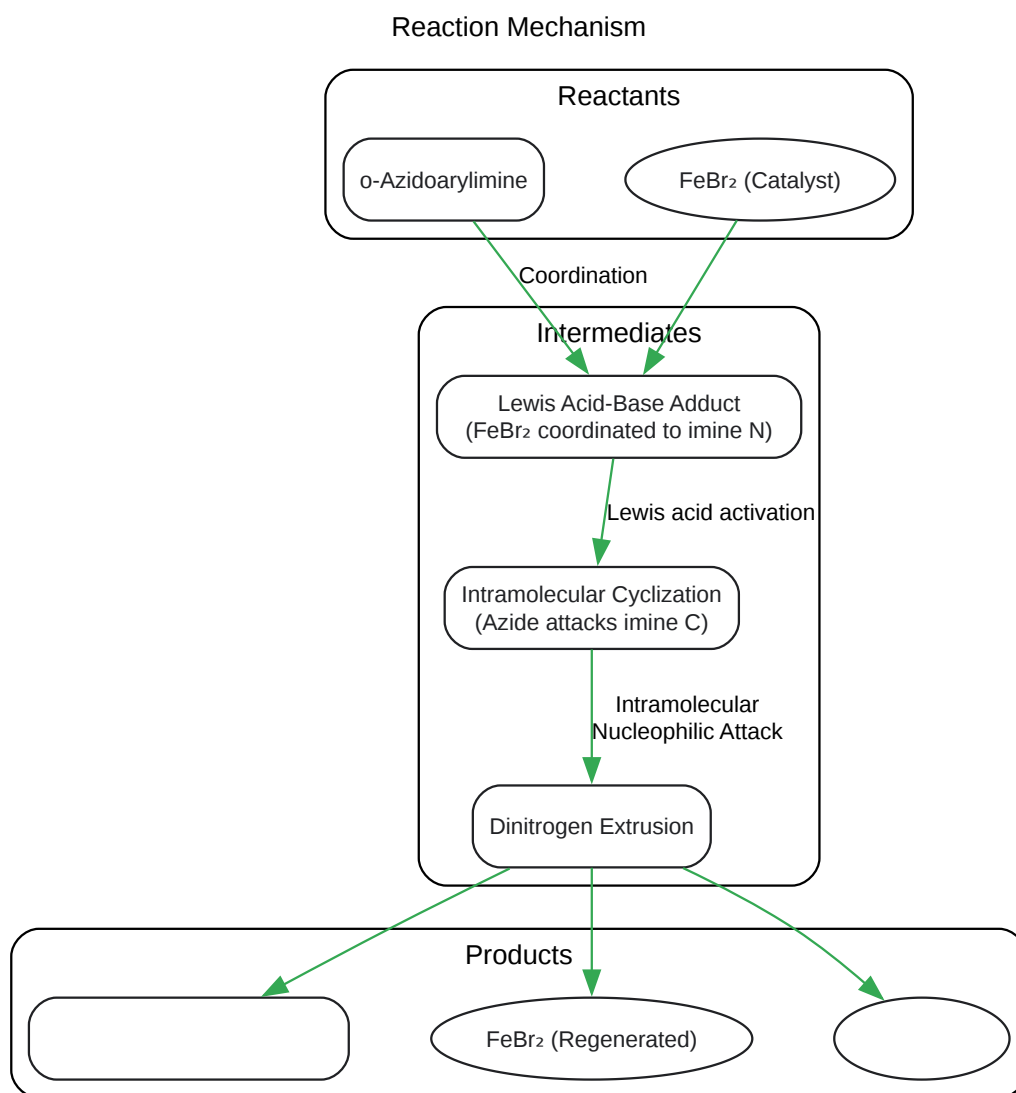 Reaction Mechanism
Reactants
o-Azidoarylimine
FeBr₂ (Catalyst)
Coordination
Intermediates
Lewis Acid-Base Adduct
(FeBr₂ coordinated to imine N)
Lewis acid activation
Intramolecular Cyclization
(Azide attacks imine C)
Intramolecular
Nucleophilic Attack
Dinitrogen Extrusion
Products
FeBr₂ (Regenerated)